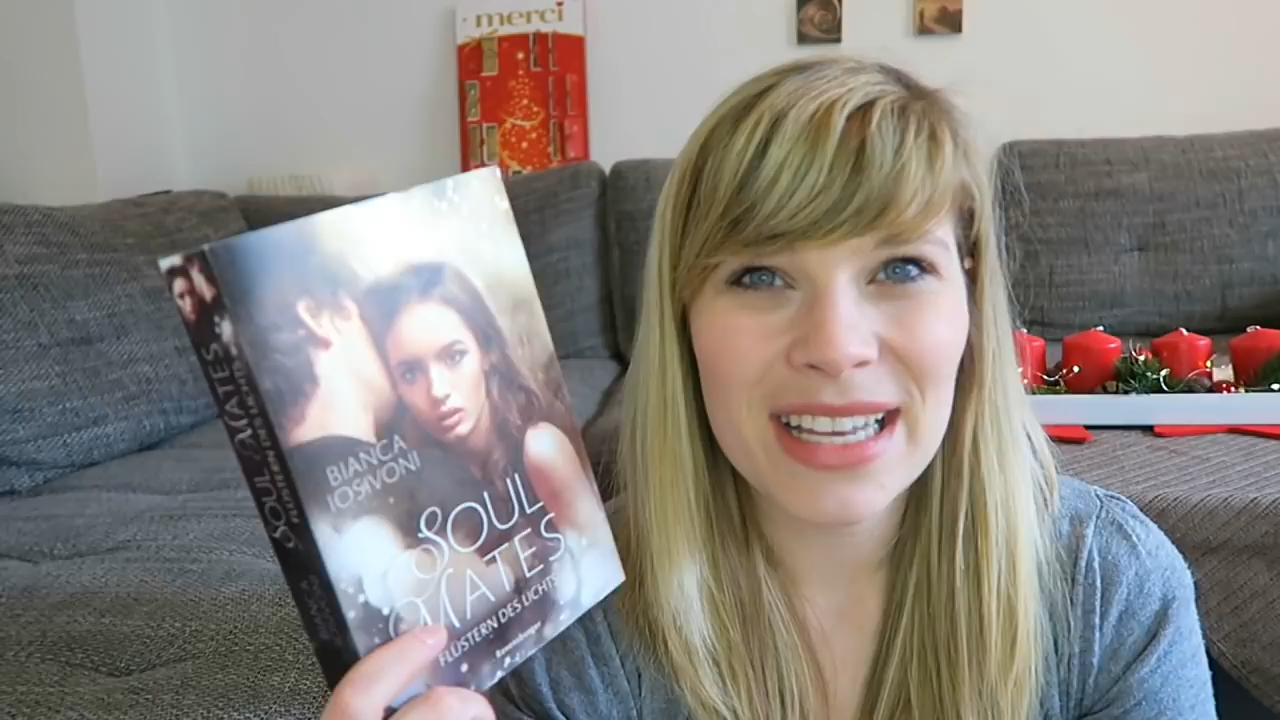 merci
BIANCA
IOSIVONI
SOUL
MATES
FLÜSTERN DES LICHTS
Ravensburger
SOUL MATES
FLÜSTERN DES LICHTS